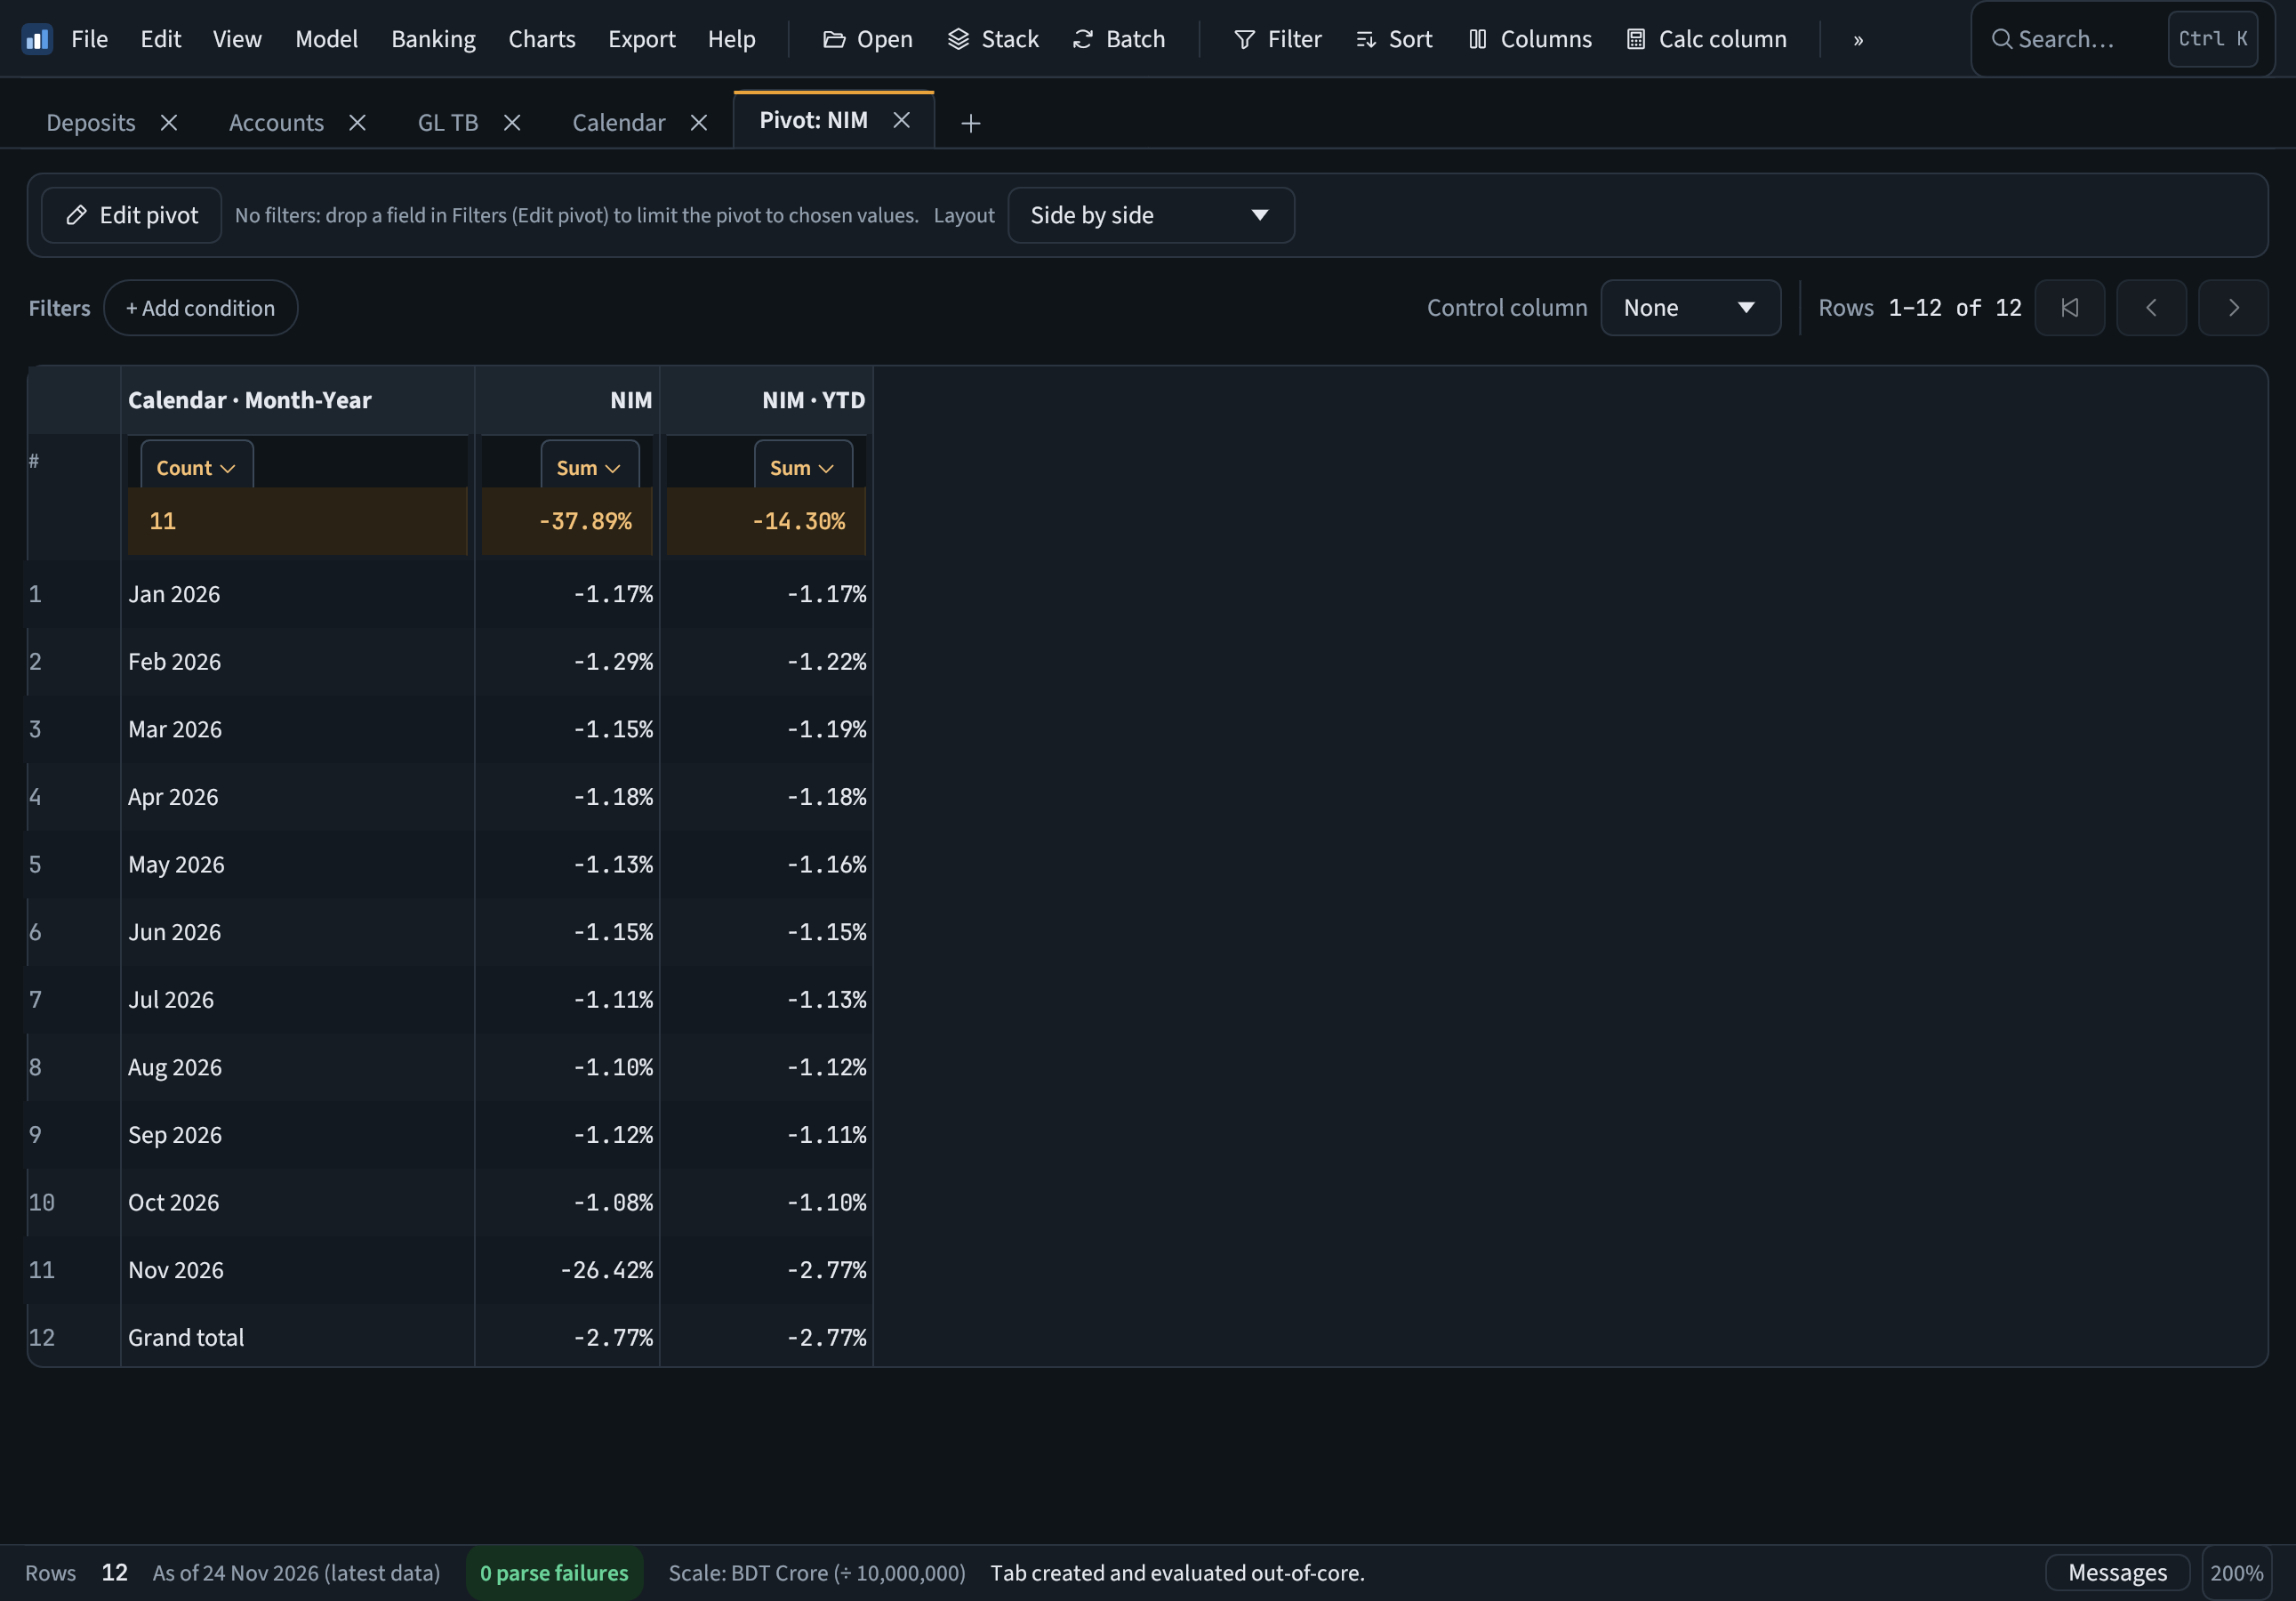 File Edit View Model Banking Charts Export Help Open Stack Batch Filter Sort Columns Calc column » Search… Ctrl K
Deposits Accounts GL TB Calendar Pivot: NIM
Edit pivot No filters: drop a field in Filters (Edit pivot) to limit the pivot to chosen values. Layout Side by side
Filters + Add condition Control column None Rows 1–12 of 12
Calendar · Month-Year NIM NIM · YTD
# Count Sum Sum
11 -37.89% -14.30%
1 Jan 2026 -1.17% -1.17%
2 Feb 2026 -1.29% -1.22%
3 Mar 2026 -1.15% -1.19%
4 Apr 2026 -1.18% -1.18%
5 May 2026 -1.13% -1.16%
6 Jun 2026 -1.15% -1.15%
7 Jul 2026 -1.11% -1.13%
8 Aug 2026 -1.10% -1.12%
9 Sep 2026 -1.12% -1.11%
10 Oct 2026 -1.08% -1.10%
11 Nov 2026 -26.42% -2.77%
12 Grand total -2.77% -2.77%
Rows 12 As of 24 Nov 2026 (latest data) 0 parse failures Scale: BDT Crore (÷ 10,000,000) Tab created and evaluated out-of-core. Messages 200%